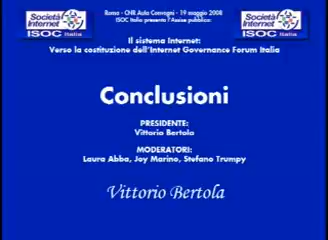 Società
Internet
ISOC Italia
Roma - CNR Aula Convegni - 19 maggio 2008
ISOC Italia presenta l'Assise pubblica:
Società
Internet
ISOC Italia
Il sistema Internet:
Verso la costituzione dell'Internet Governance Forum Italia
Conclusioni
PRESIDENTE:
Vittorio Bertola
MODERATORI:
Laura Abba, Joy Marino, Stefano Trumpy
Vittorio Bertola